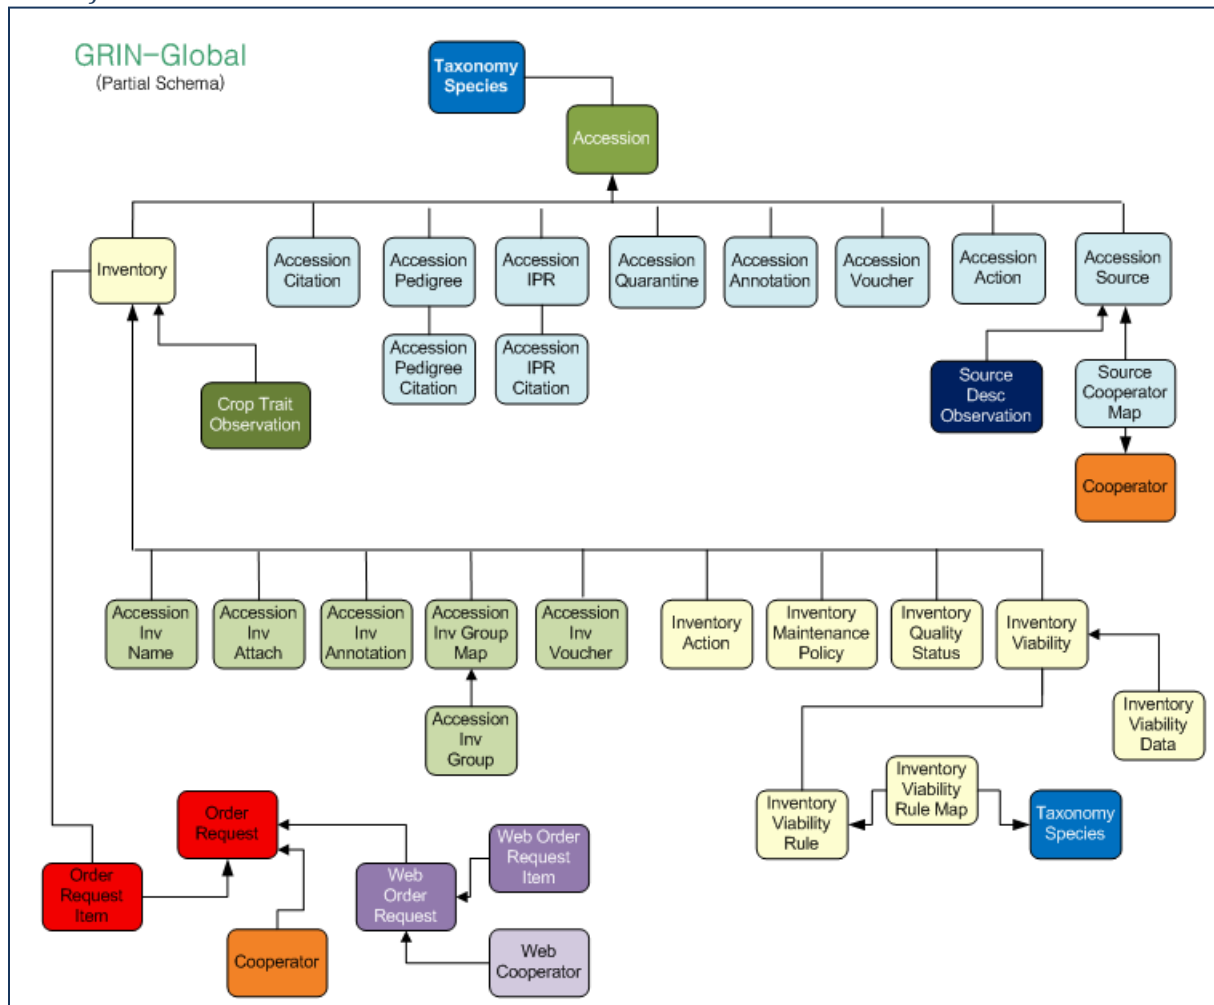 GRIN-Global
(Partial Schema)
Taxonomy
Species
Accession
Inventory
Accession
Citation
Accession
Pedigree
Accession
IPR
Accession
Quarantine
Accession
Annotation
Accession
Voucher
Accession
Action
Accession
Source
Accession
Pedigree
Citation
Accession
IPR
Citation
Crop Trait
Observation
Source
Desc
Observation
Source
Cooperator
Map
Cooperator
Accession
Inv
Name
Accession
Inv
Attach
Accession
Inv
Annotation
Accession
Inv Group
Map
Accession
Inv
Voucher
Inventory
Action
Inventory
Maintenance
Policy
Inventory
Quality
Status
Inventory
Viability
Accession
Inv
Group
Inventory
Viability
Data
Inventory
Viability
Rule Map
Inventory
Viability
Rule
Taxonomy
Species
Order
Request
Order
Request
Item
Web Order
Request
Item
Web
Order
Request
Cooperator
Web
Cooperator